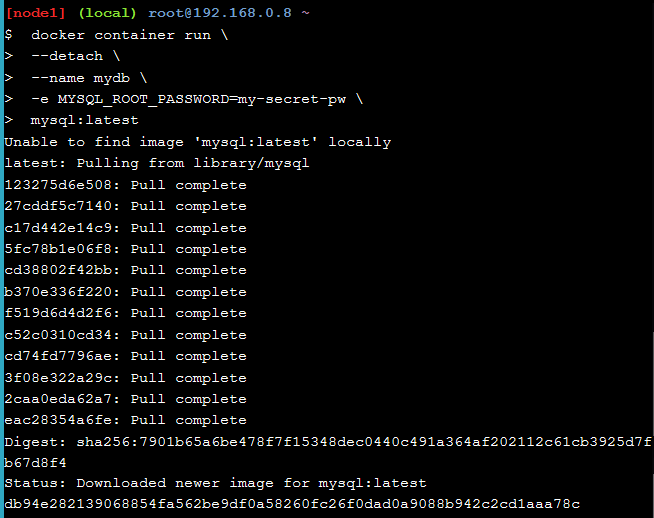 [node1] (local) root@192.168.0.8 ~
$  docker container run \
>  --detach \
>  --name mydb \
>  -e MYSQL_ROOT_PASSWORD=my-secret-pw \
>  mysql:latest
Unable to find image 'mysql:latest' locally
latest: Pulling from library/mysql
123275d6e508: Pull complete
27cddf5c7140: Pull complete
c17d442e14c9: Pull complete
5fc78b1e06f8: Pull complete
cd38802f42bb: Pull complete
b370e336f220: Pull complete
f519d6d4d2f6: Pull complete
c52c0310cd34: Pull complete
cd74fd7796ae: Pull complete
3f08e322a29c: Pull complete
2caa0eda62a7: Pull complete
eac28354a6fe: Pull complete
Digest: sha256:7901b65a6be478f7f15348dec0440c491a364af202112c61cb3925d7f
b67d8f4
Status: Downloaded newer image for mysql:latest
db94e282139068854fa562be9df0a58260fc26f0dad0a9088b942c2cd1aaa78c